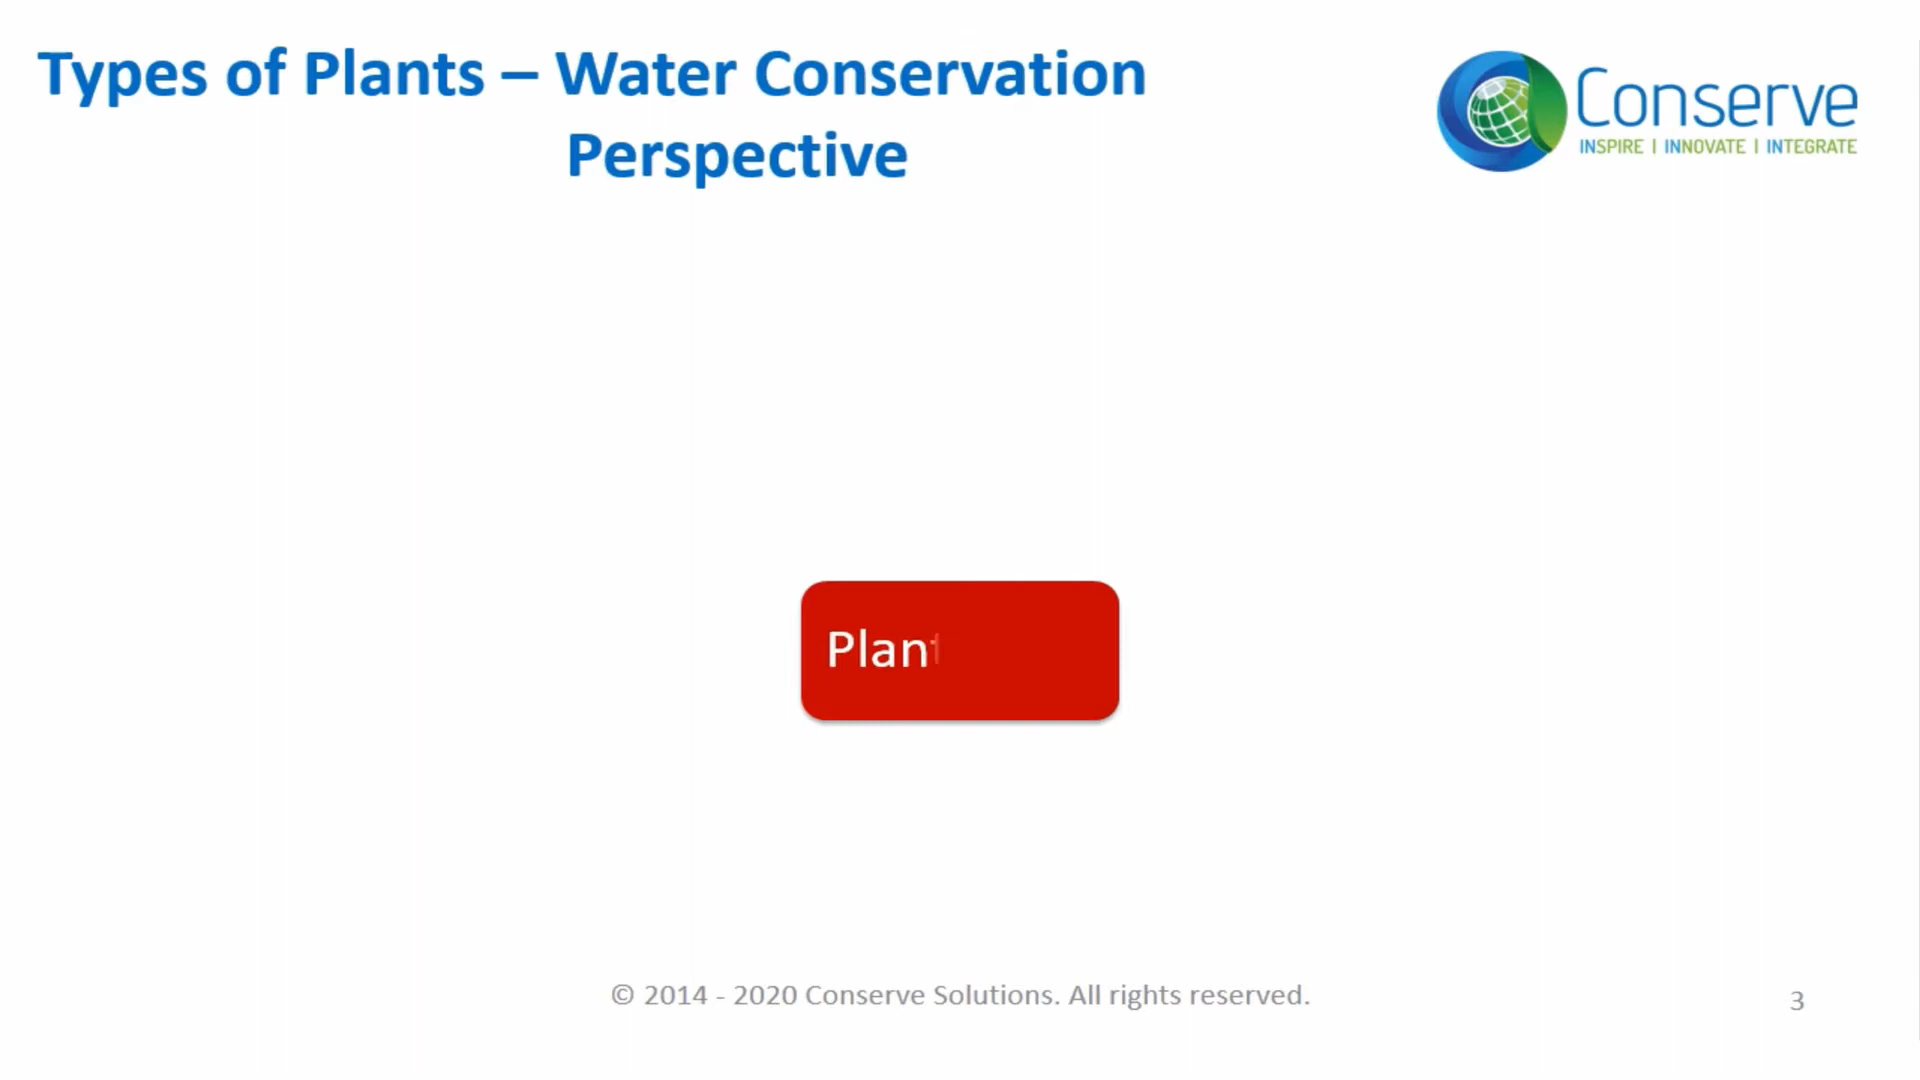 Types of Plants – Water Conservation
Perspective
Conserve
INSPIRE | INNOVATE | INTEGRATE
Plant
© 2014 - 2020 Conserve Solutions. All rights reserved.
3